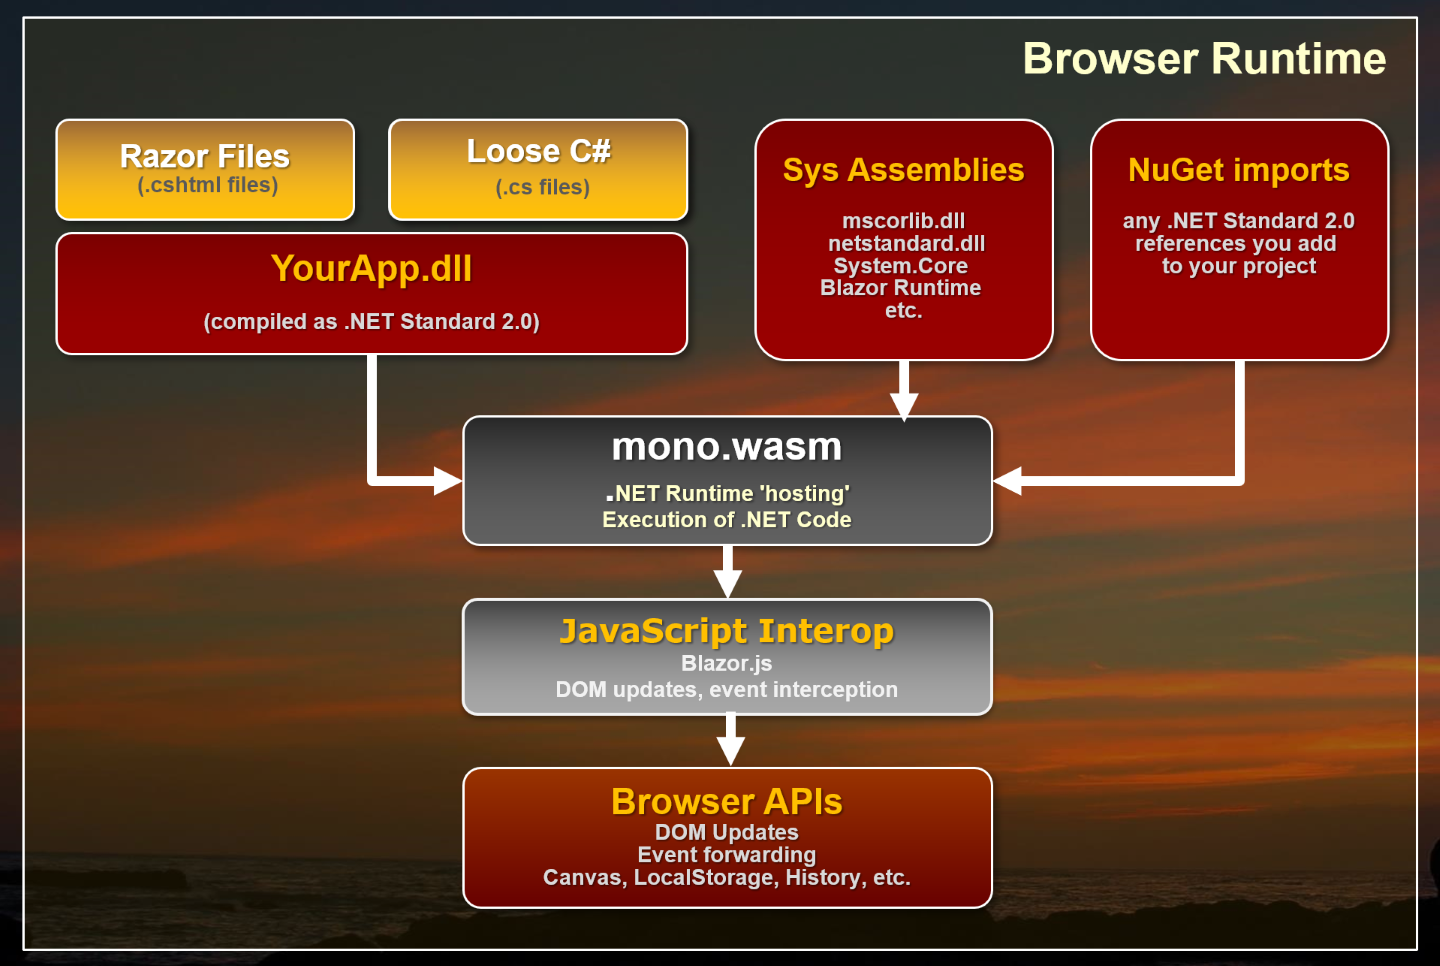 Browser Runtime
Razor Files
(.cshtml files)
Loose C#
(.cs files)
YourApp.dll
(compiled as .NET Standard 2.0)
Sys Assemblies
mscorlib.dll
netstandard.dll
System.Core
Blazor Runtime
etc.
NuGet imports
any .NET Standard 2.0
references you add
to your project
mono.wasm
.NET Runtime 'hosting'
Execution of .NET Code
JavaScript Interop
Blazor.js
DOM updates, event interception
Browser APIs
DOM Updates
Event forwarding
Canvas, LocalStorage, History, etc.